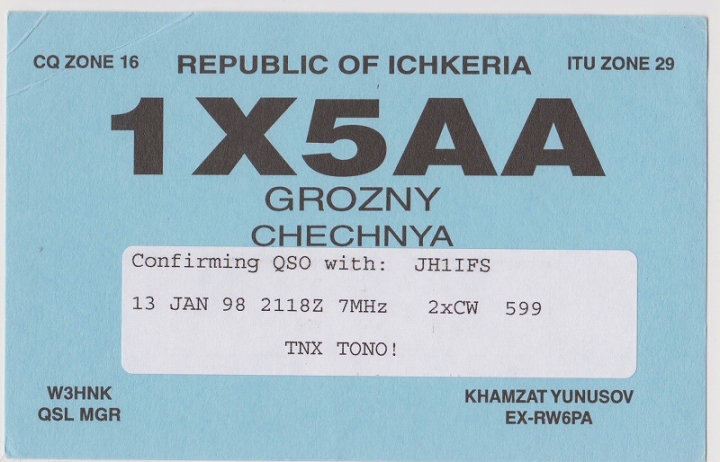 CQ ZONE 16 REPUBLIC OF ICHKERIA ITU ZONE 29
1X5AA
GROZNY
CHECHNYA
Confirming QSO with: JH1IFS
13 JAN 98 2118Z 7MHz 2xCW 599
TNX TONO!
W3HNK
QSL MGR
KHAMZAT YUNUSOV
EX-RW6PA